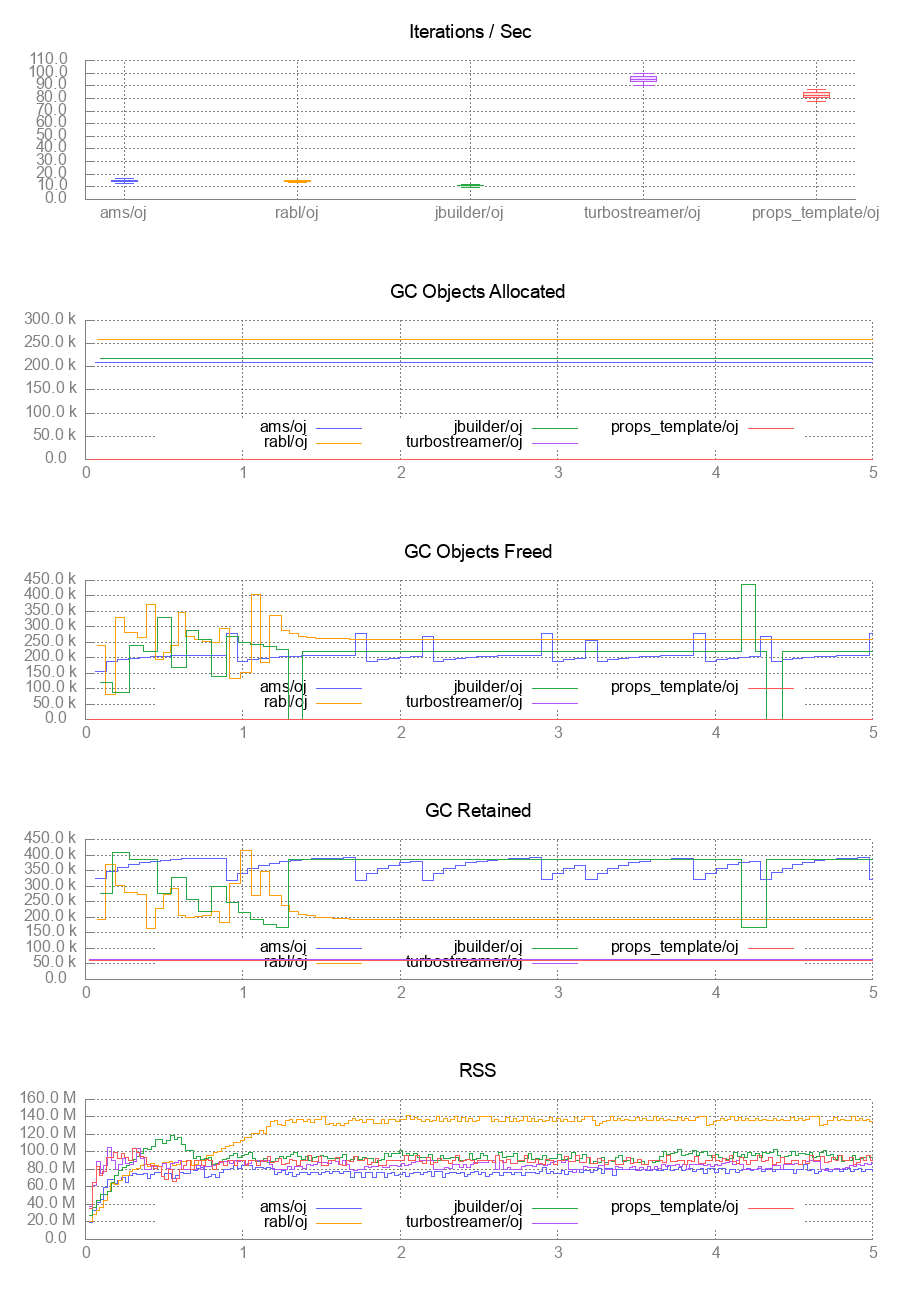 Iterations / Sec
110.0
100.0
90.0
80.0
70.0
60.0
50.0
40.0
30.0
20.0
10.0
0.0
ams/oj rabl/oj jbuilder/oj turbostreamer/oj props_template/oj
GC Objects Allocated
300.0 k
250.0 k
200.0 k
150.0 k
100.0 k
50.0 k
0.0
ams/oj jbuilder/oj props_template/oj
rabl/oj turbostreamer/oj
0 1 2 3 4 5
GC Objects Freed
450.0 k
400.0 k
350.0 k
300.0 k
250.0 k
200.0 k
150.0 k
100.0 k
50.0 k
0.0
ams/oj jbuilder/oj props_template/oj
rabl/oj turbostreamer/oj
0 1 2 3 4 5
GC Retained
450.0 k
400.0 k
350.0 k
300.0 k
250.0 k
200.0 k
150.0 k
100.0 k
50.0 k
0.0
ams/oj jbuilder/oj props_template/oj
rabl/oj turbostreamer/oj
0 1 2 3 4 5
RSS
160.0 M
140.0 M
120.0 M
100.0 M
80.0 M
60.0 M
40.0 M
20.0 M
0.0
ams/oj jbuilder/oj props_template/oj
rabl/oj turbostreamer/oj
0 1 2 3 4 5